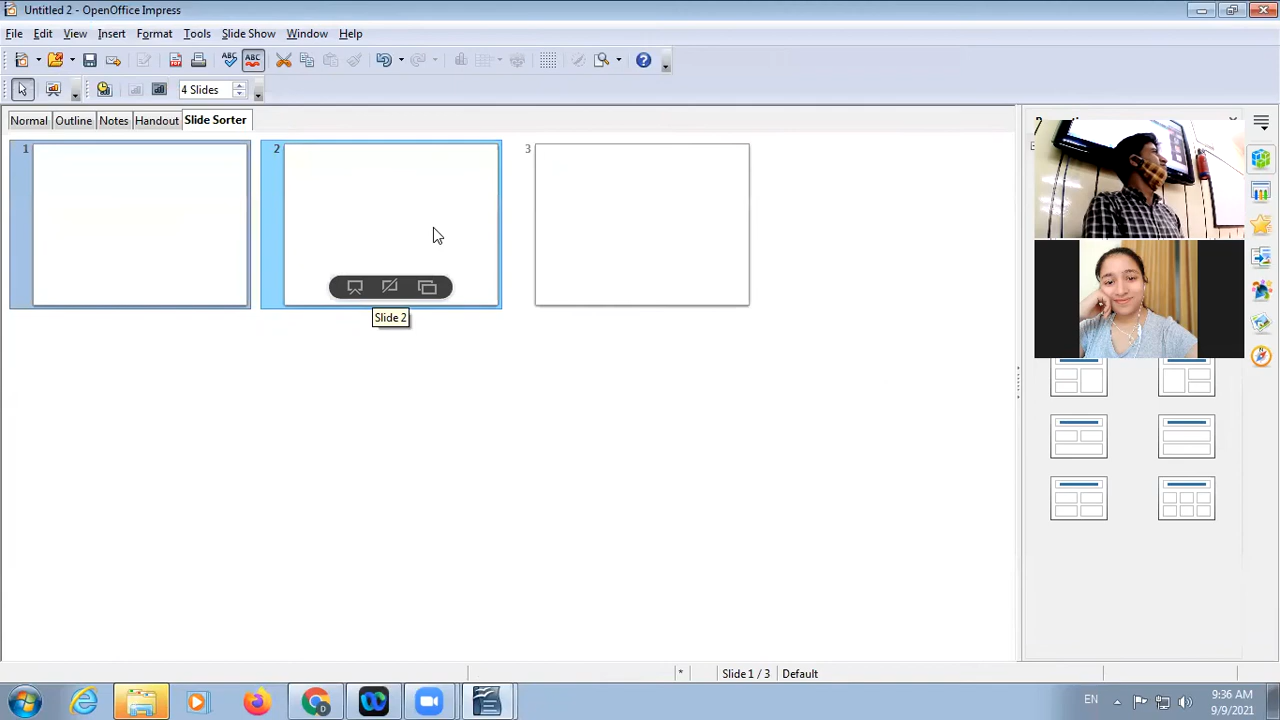 Untitled 2 - OpenOffice Impress
File Edit View Insert Format Tools Slide Show Window Help
ABC ABC
4 Slides
Normal Outline Notes Handout Slide Sorter
1 2 3
Slide 2
* Slide 1 / 3 Default
EN
9:36 AM
9/9/2021